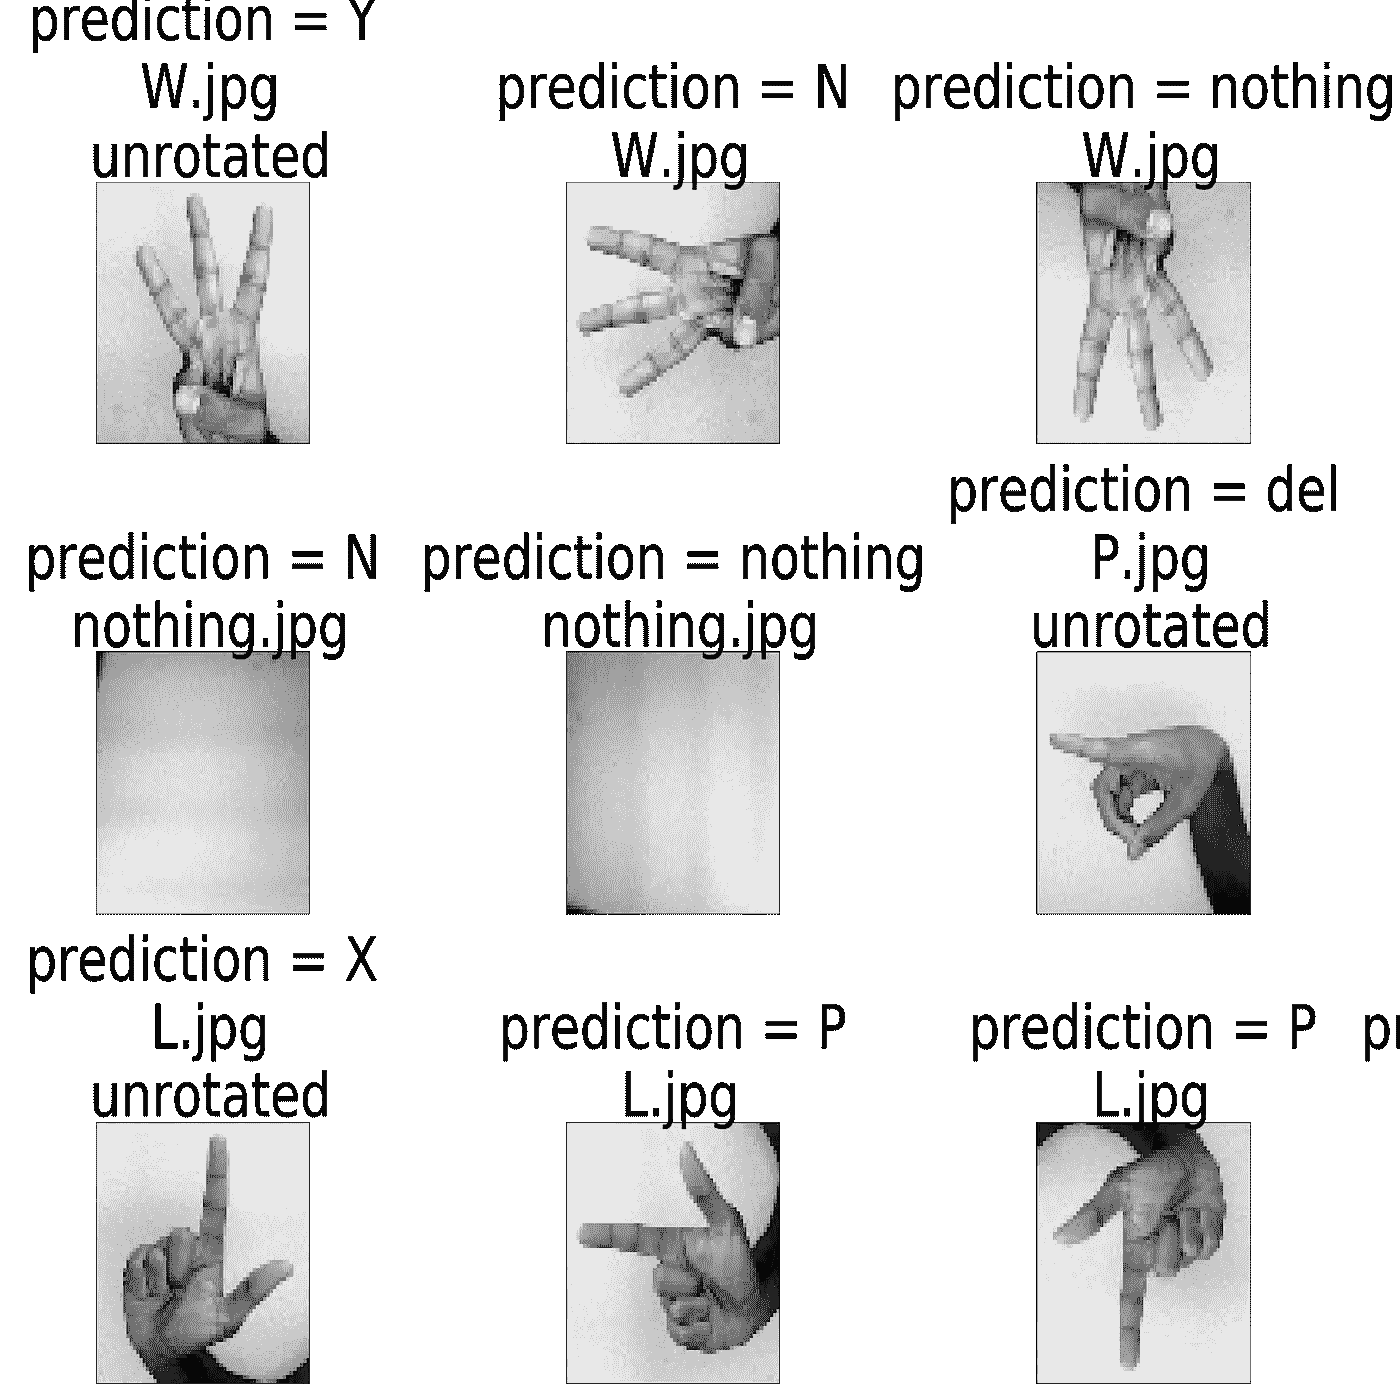 prediction = Y
W.jpg
unrotated
prediction = N
W.jpg
prediction = nothing
W.jpg
prediction = N
nothing.jpg
prediction = nothing
nothing.jpg
prediction = del
P.jpg
unrotated
prediction = X
L.jpg
unrotated
prediction = P
L.jpg
prediction = P
L.jpg